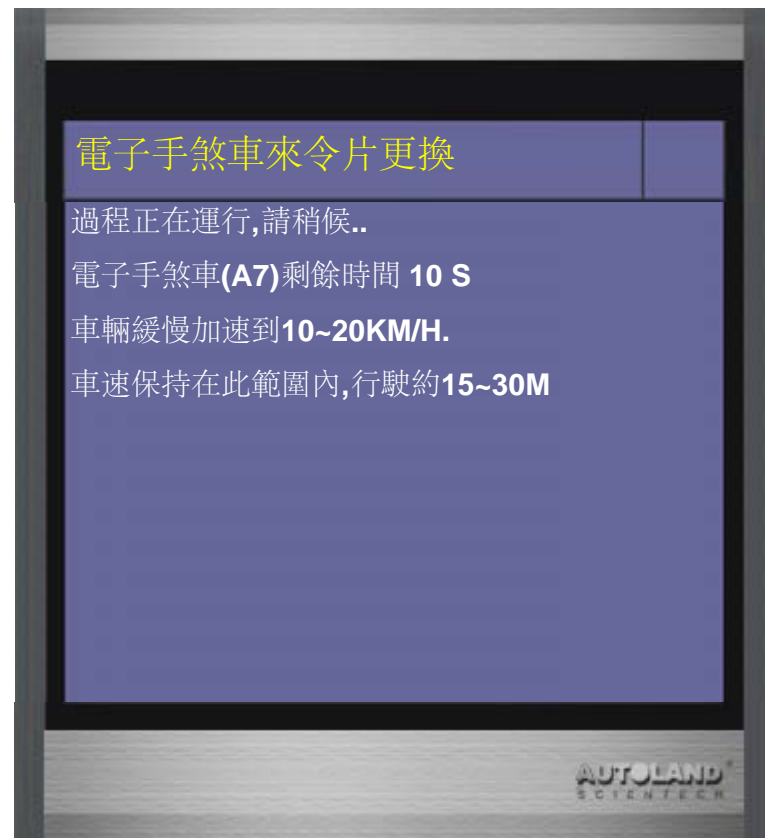 電子手煞車來令片更換
過程正在運行,請稍候..
電子手煞車(A7)剩餘時間 10 S
車輛緩慢加速到10~20KM/H.
車速保持在此範圍內,行駛約15~30M
AUTOLAND
SCIENTECH